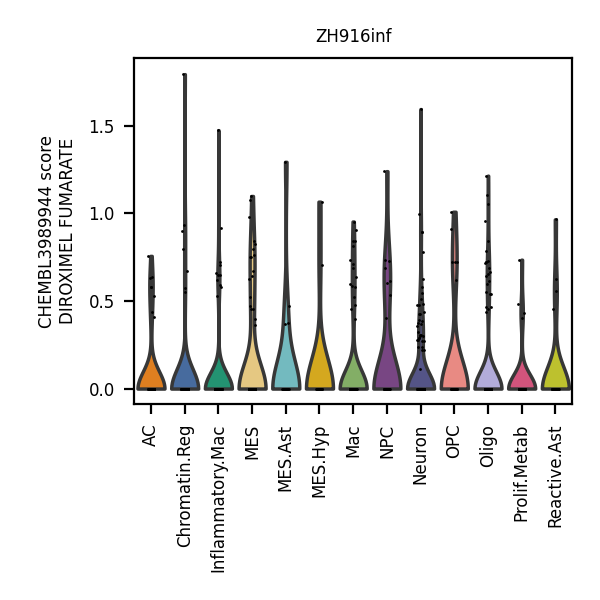 ZH916inf
CHEMBL3989944 score
DIROXIMEL FUMARATE
1.5
1.0
0.5
0.0
AC
Chromatin.Reg
Inflammatory.Mac
MES
MES.Ast
MES.Hyp
Mac
NPC
Neuron
OPC
Oligo
Prolif.Metab
Reactive.Ast